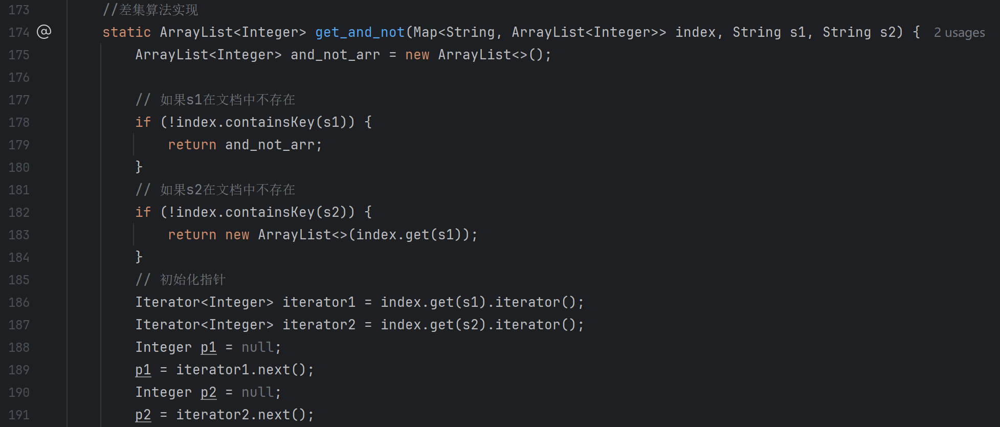 173 //差集算法实现
174 @ static ArrayList<Integer> get_and_not(Map<String, ArrayList<Integer>> index, String s1, String s2) { 2 usages
175 ArrayList<Integer> and_not_arr = new ArrayList<>();
176
177 // 如果s1在文档中不存在
178 if (!index.containsKey(s1)) {
179 return and_not_arr;
180 }
181 // 如果s2在文档中不存在
182 if (!index.containsKey(s2)) {
183 return new ArrayList<>(index.get(s1));
184 }
185 // 初始化指针
186 Iterator<Integer> iterator1 = index.get(s1).iterator();
187 Iterator<Integer> iterator2 = index.get(s2).iterator();
188 Integer p1 = null;
189 p1 = iterator1.next();
190 Integer p2 = null;
191 p2 = iterator2.next();